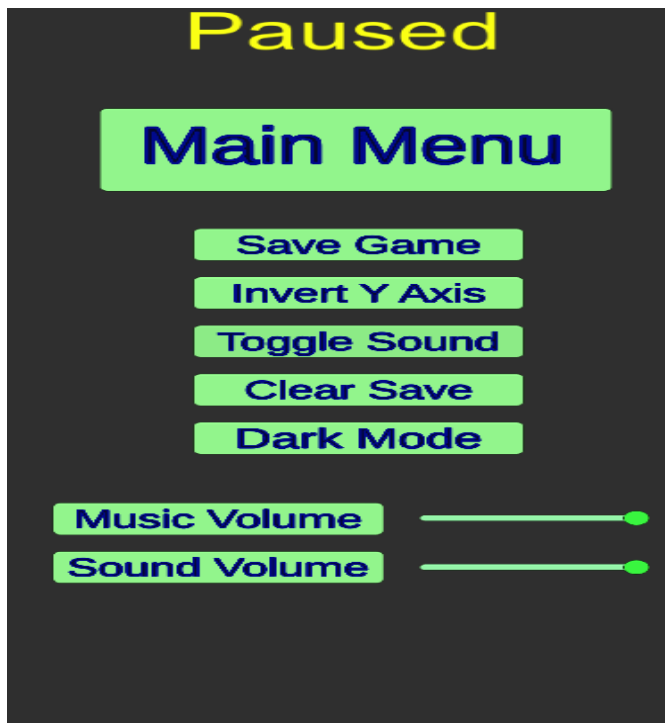 Paused
Main Menu
Save Game
Invert Y Axis
Toggle Sound
Clear Save
Dark Mode
Music Volume
Sound Volume